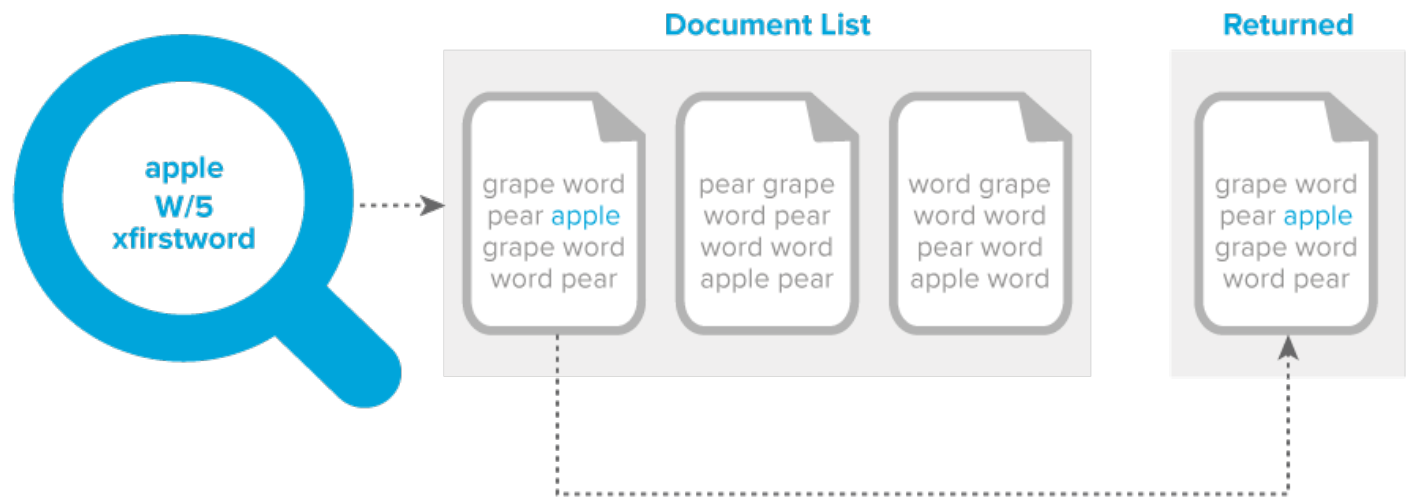 Document List
Returned
apple
W/5
xfirstword
grape word
pear apple
grape word
word pear
pear grape
word pear
word word
apple pear
word grape
word word
pear word
apple word
grape word
pear apple
grape word
word pear